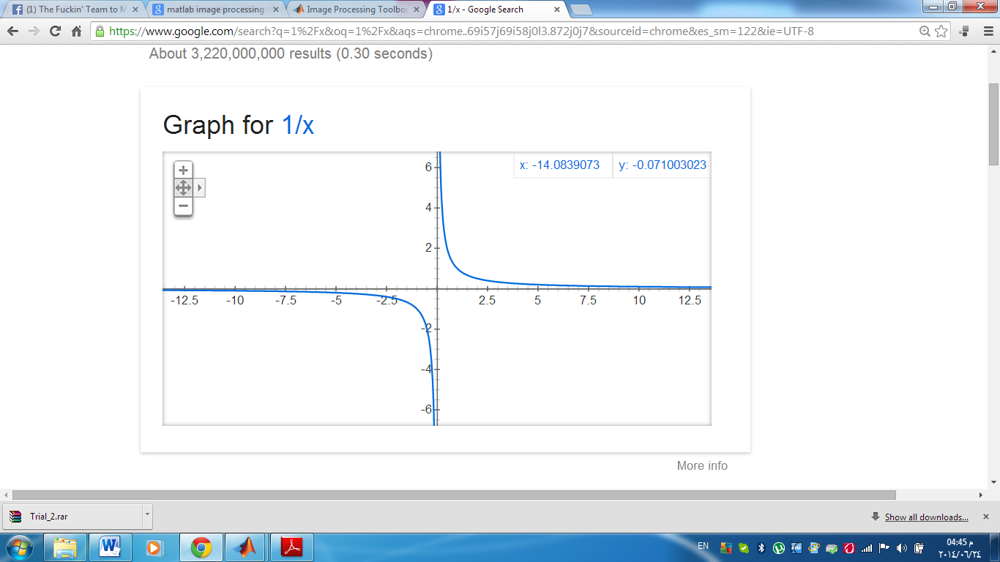 (1) The Fuckin' Team to M
matlab image processing
Image Processing Toolbo
1/x - Google Search
https://www.google.com/search?q=1%2Fx&oq=1%2Fx&aqs=chrome..69i57j69i58j0l3.872j0j7&sourceid=chrome&es_sm=122&ie=UTF-8
About 3,220,000,000 results (0.30 seconds)
Graph for 1/x
x: -14.0839073 y: -0.071003023
6
4
2
-12.5 -10 -7.5 -5 -2.5 2.5 5 7.5 10 12.5
-2
-4
-6
More info
Trial_2.rar
Show all downloads...
EN
04:45 م
٢٠١٤/٠٦/٢٤